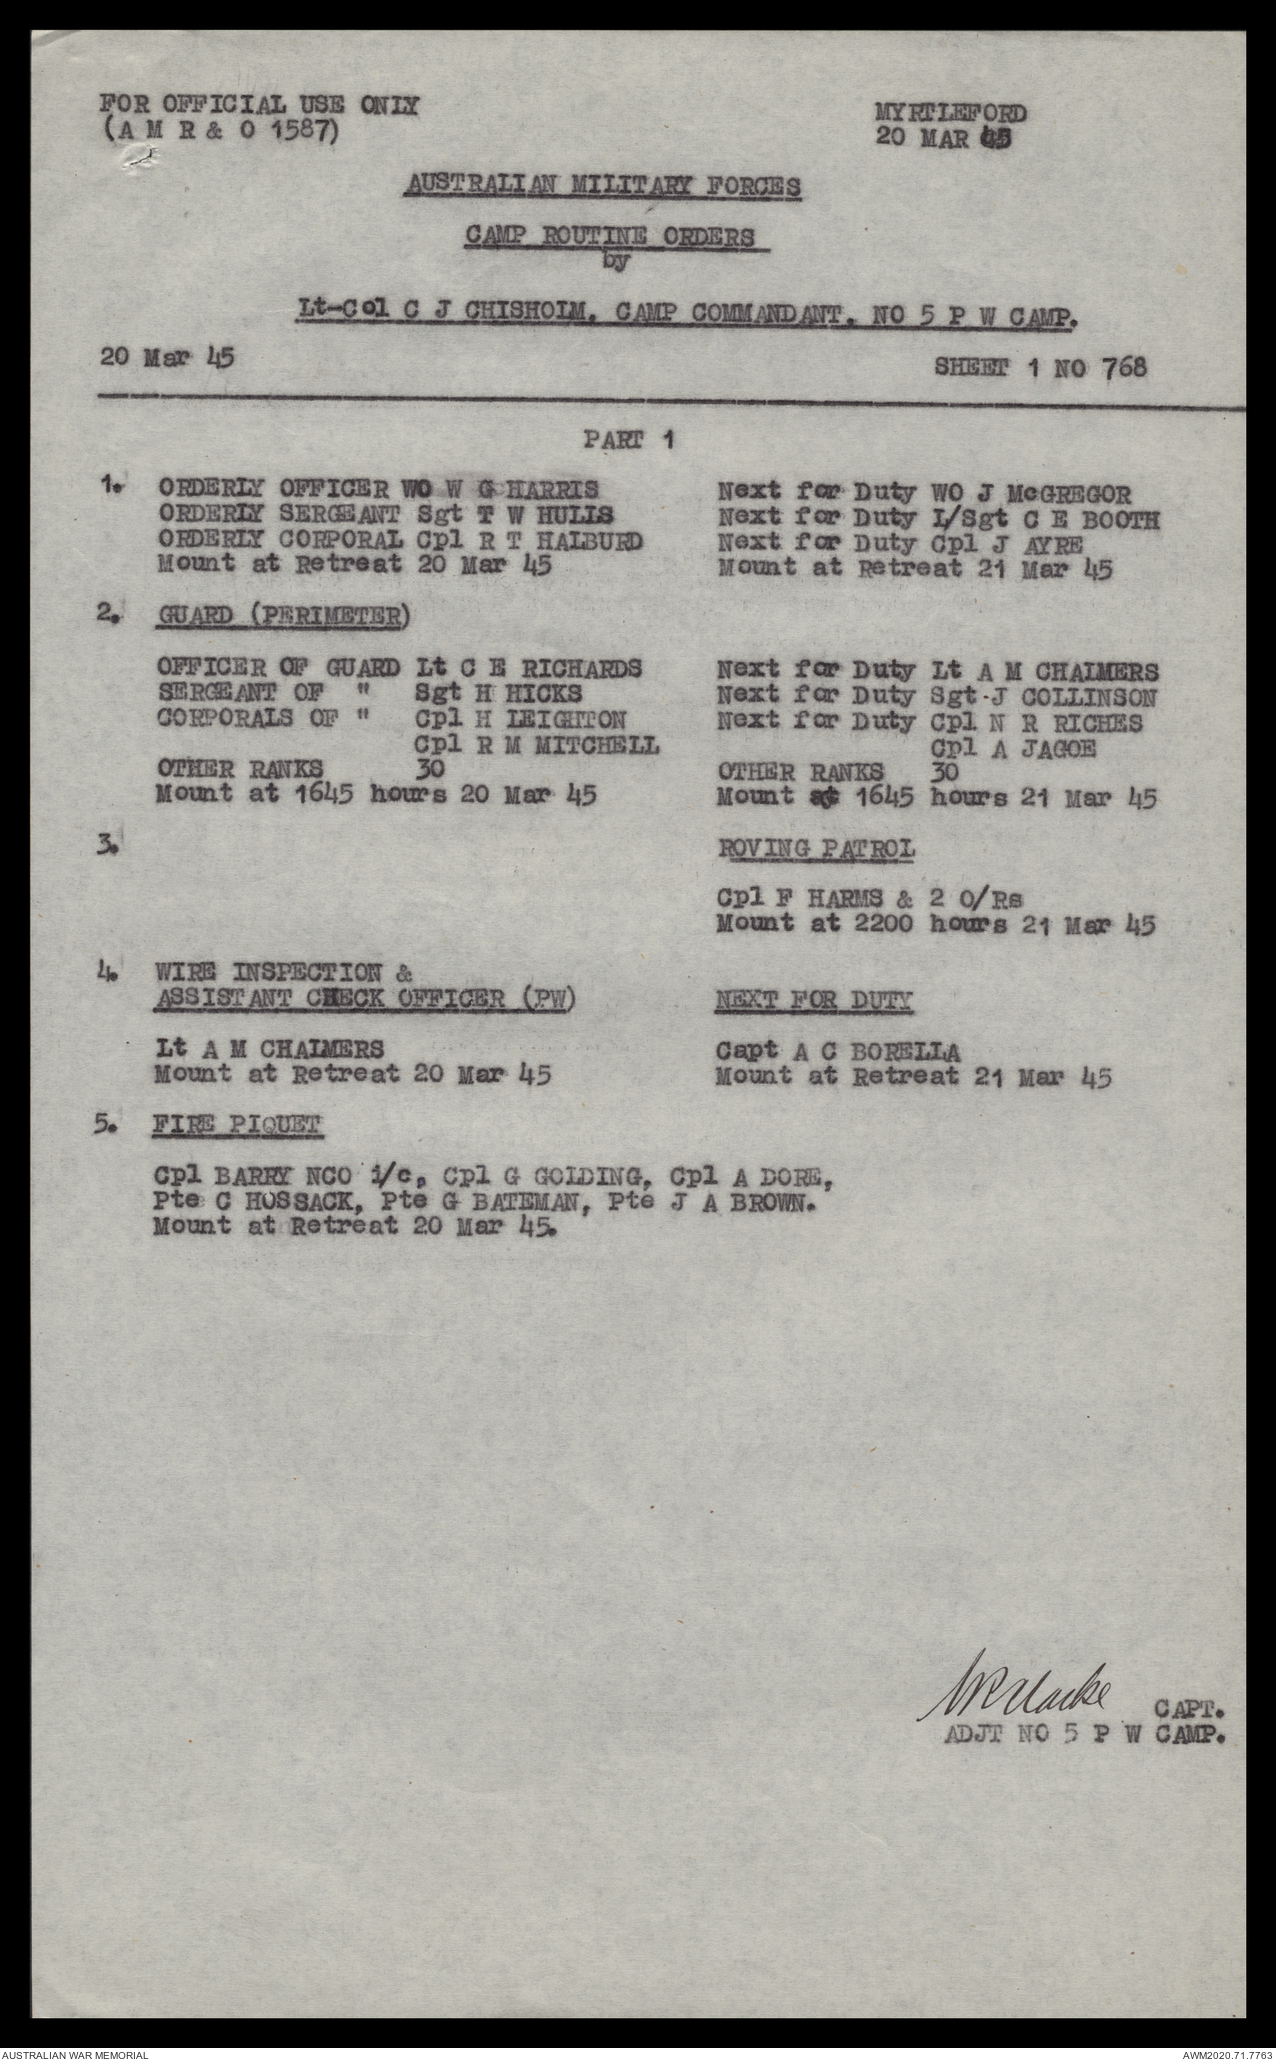 FOR OFFICIAL USE ONLY
(A M R & O 1587)
MYRTLEFORD
20 MAR 45
AUSTRALIAN MILITARY FORCES
CAMP ROUTINE ORDERS
by
Lt-Col C J CHISHOLM, CAMP COMMANDANT, NO 5 P W CAMP.
20 Mar 45 SHEET 1 NO 768
PART 1
1. ORDERLY OFFICER WO W G HARRIS Next for Duty WO J McGREGOR
ORDERLY SERGEANT Sgt T W HULLS Next for Duty L/Sgt C E BOOTH
ORDERLY CORPORAL Cpl R T HALBURD Next for Duty Cpl J AYRE
Mount at Retreat 20 Mar 45 Mount at Retreat 21 Mar 45
2. GUARD (PERIMETER)
OFFICER OF GUARD Lt C E RICHARDS Next for Duty Lt A M CHALMERS
SERGEANT OF " Sgt H HICKS Next for Duty Sgt J COLLINSON
CORPORALS OF " Cpl H LEIGHTON Next for Duty Cpl N R RICHES
Cpl R M MITCHELL Cpl A JAGOE
OTHER RANKS 30 OTHER RANKS 30
Mount at 1645 hours 20 Mar 45 Mount at 1645 hours 21 Mar 45
3. ROVING PATROL
Cpl F HARMS & 2 O/Rs
Mount at 2200 hours 21 Mar 45
4. WIRE INSPECTION &
ASSISTANT CHECK OFFICER (PW) NEXT FOR DUTY
Lt A M CHALMERS Capt A C BORELLA
Mount at Retreat 20 Mar 45 Mount at Retreat 21 Mar 45
5. FIRE PIQUET
Cpl BARRY NCO i/c, Cpl G GOLDING, Cpl A DORE,
Pte C HOSSACK, Pte G BATEMAN, Pte J A BROWN.
Mount at Retreat 20 Mar 45.
CAPT.
ADJT NO 5 P W CAMP.
AUSTRALIAN WAR MEMORIAL AWM2020.71.7763